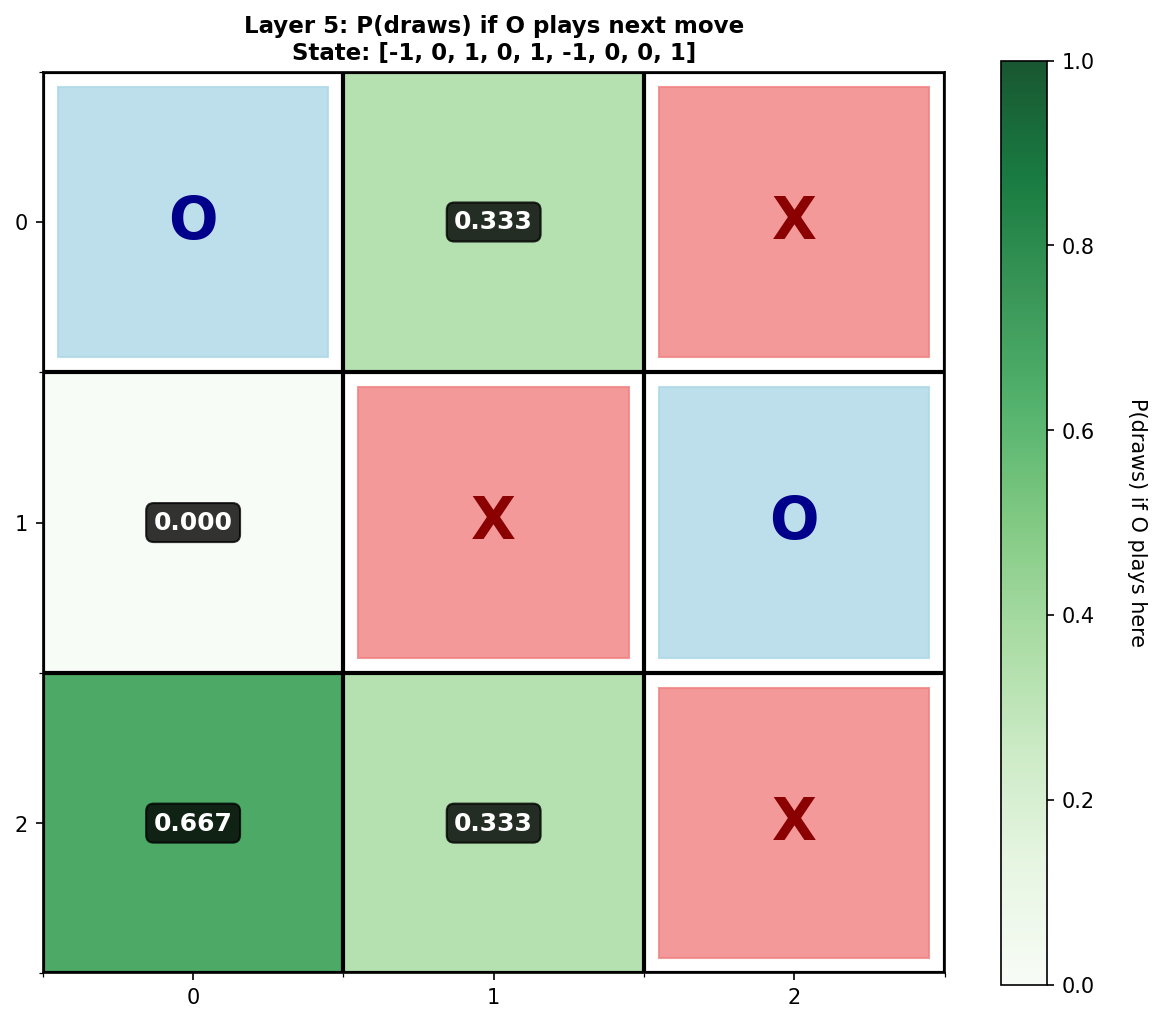 Layer 5: P(draws) if O plays next move
State: [-1, 0, 1, 0, 1, -1, 0, 0, 1]
O
0.333
X
0.000
X
O
0.667
0.333
X
0
1
2
0
1
2
1.0
0.8
0.6
0.4
0.2
0.0
P(draws) if O plays here